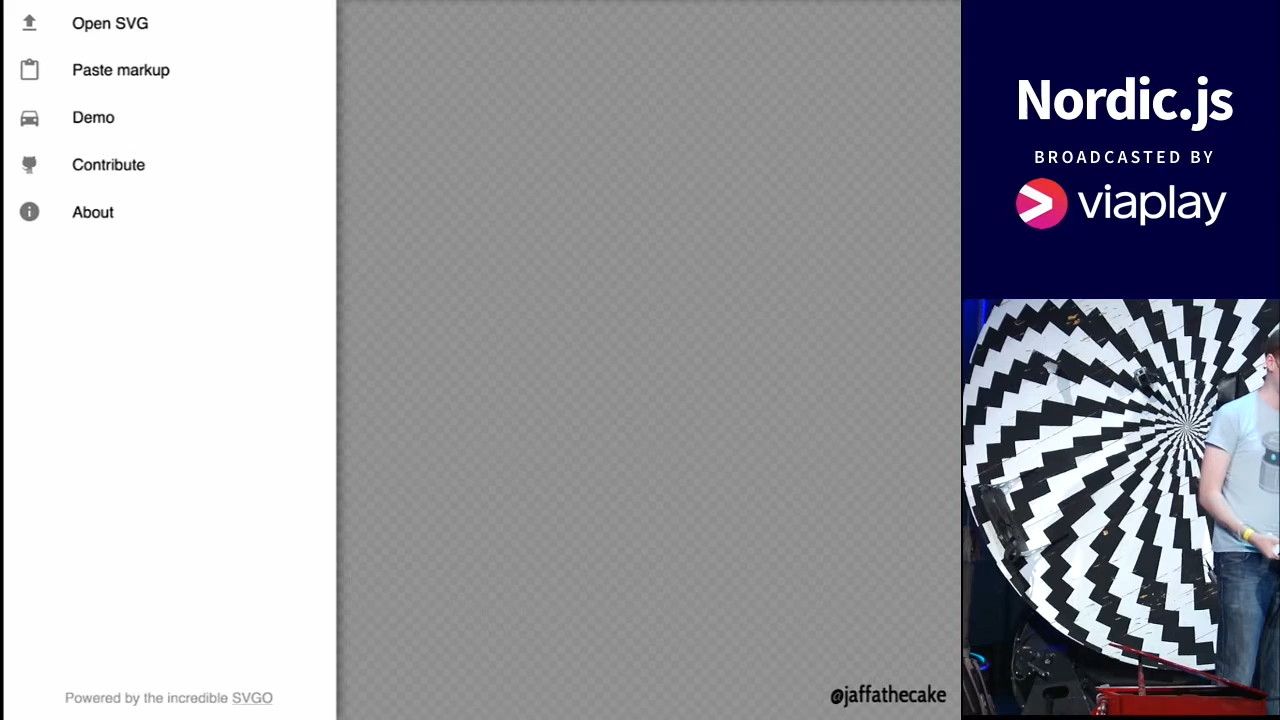 Open SVG
Paste markup
Demo
Contribute
About
Powered by the incredible SVGO
@jaffathecake
Nordic.js
BROADCASTED BY
viaplay